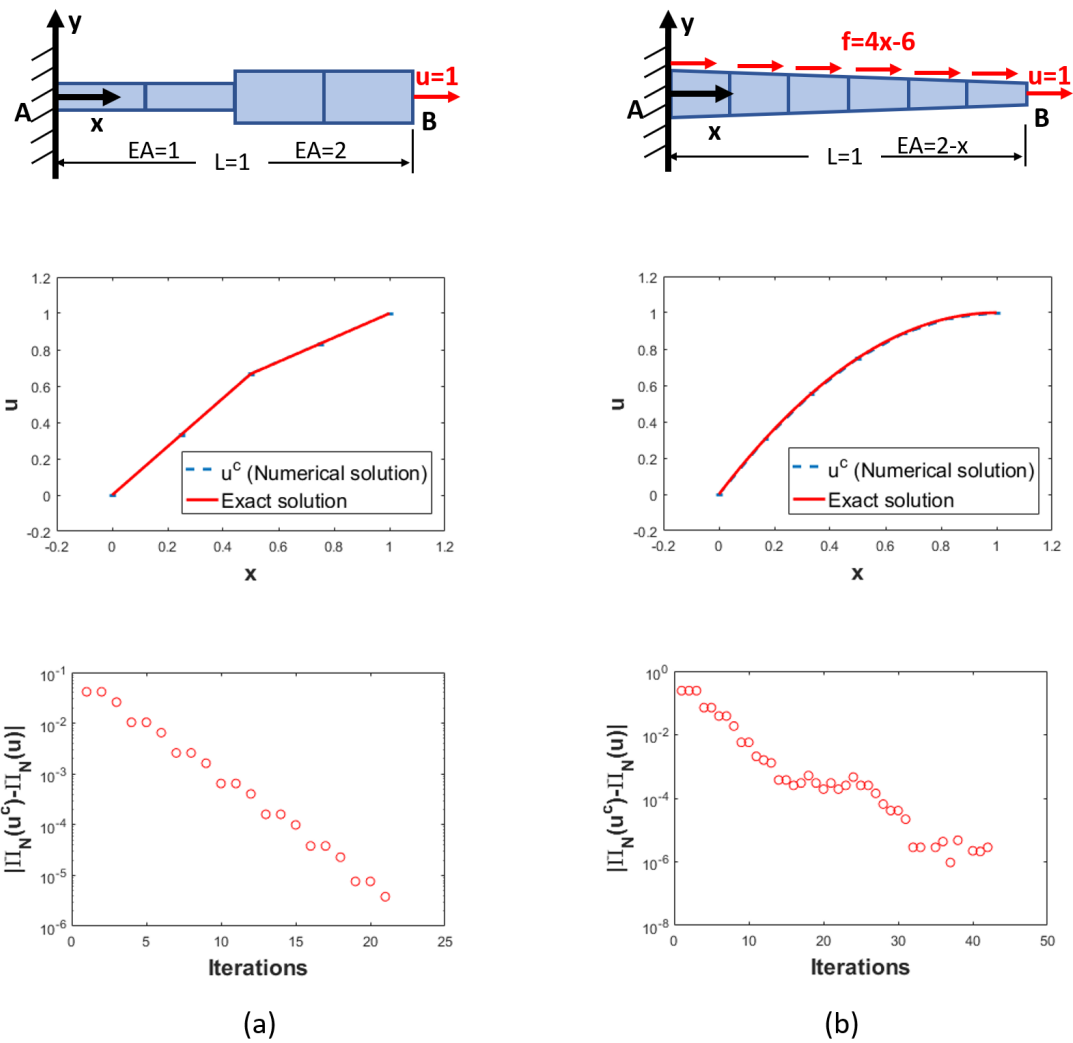 y
A
x
EA=1
L=1
EA=2
u=1
B
y
f=4x-6
A
x
L=1
EA=2-x
u=1
B
1.2
1
0.8
0.6
0.4
0.2
0
-0.2
-0.2 0 0.2 0.4 0.6 0.8 1 1.2
u
x
u^c (Numerical solution)
Exact solution
1.2
1
0.8
0.6
0.4
0.2
0
-0.2
-0.2 0 0.2 0.4 0.6 0.8 1 1.2
u
x
u^c (Numerical solution)
Exact solution
10^-1
10^-2
10^-3
10^-4
10^-5
10^-6
0 5 10 15 20 25
|Π_N(u^c)-Π_N(u)|
Iterations
10^0
10^-2
10^-4
10^-6
10^-8
0 10 20 30 40 50
|Π_N(u^c)-Π_N(u)|
Iterations
(a)
(b)